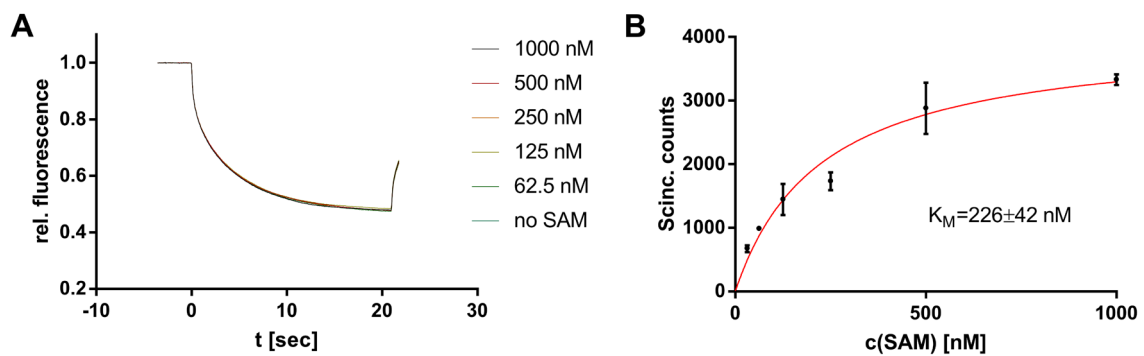 A
rel. fluorescence
1.0
0.8
0.6
0.4
0.2
-10
0
10
20
30
t [sec]
1000 nM
500 nM
250 nM
125 nM
62.5 nM
no SAM
B
Scinc. counts
4000
3000
2000
1000
0
0
500
1000
c(SAM) [nM]
KM=226±42 nM